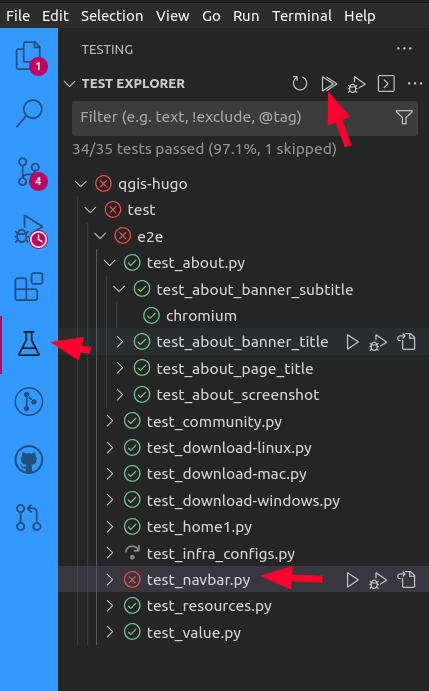 File Edit Selection View Go Run Terminal Help
TESTING
TEST EXPLORER
Filter (e.g. text, !exclude, @tag)
34/35 tests passed (97.1%, 1 skipped)
qgis-hugo
test
e2e
test_about.py
test_about_banner_subtitle
chromium
test_about_banner_title
test_about_page_title
test_about_screenshot
test_community.py
test_download-linux.py
test_download-mac.py
test_download-windows.py
test_home1.py
test_infra_configs.py
test_navbar.py
test_resources.py
test_value.py
1
4